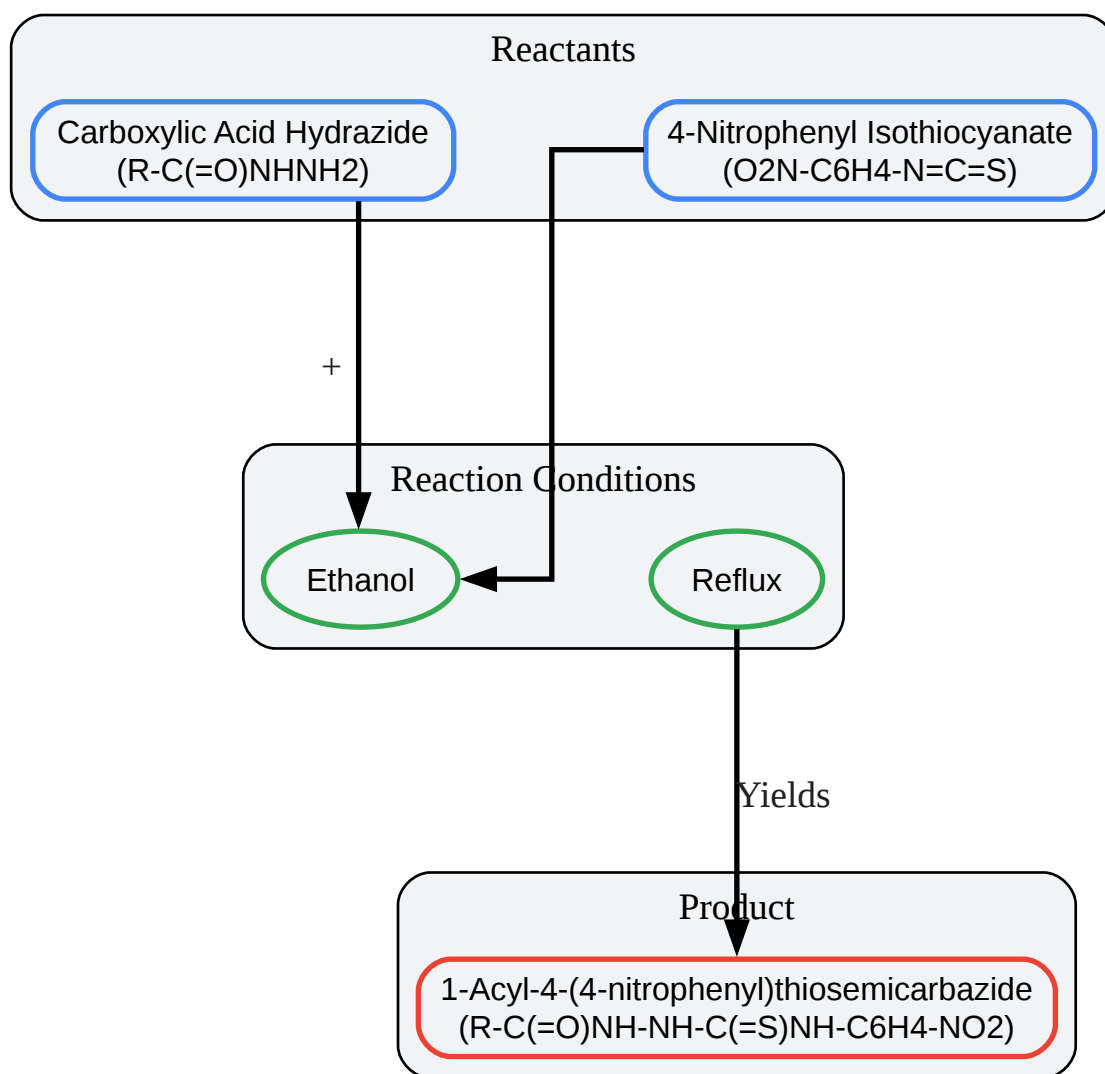 Reactants
Carboxylic Acid Hydrazide
(R-C(=O)NHNH2)
4-Nitrophenyl Isothiocyanate
(O2N-C6H4-N=C=S)
+
Reaction Conditions
Ethanol
Reflux
Yields
Product
1-Acyl-4-(4-nitrophenyl)thiosemicarbazide
(R-C(=O)NH-NH-C(=S)NH-C6H4-NO2)